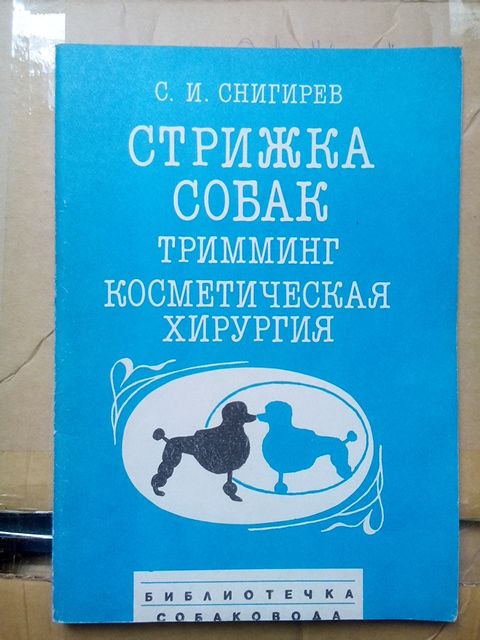 С. И. СНИГИРЕВ
СТРИЖКА
СОБАК
ТРИММИНГ
КОСМЕТИЧЕСКАЯ
ХИРУРГИЯ
БИБЛИОТЕЧКА
СОБАКОВОДА